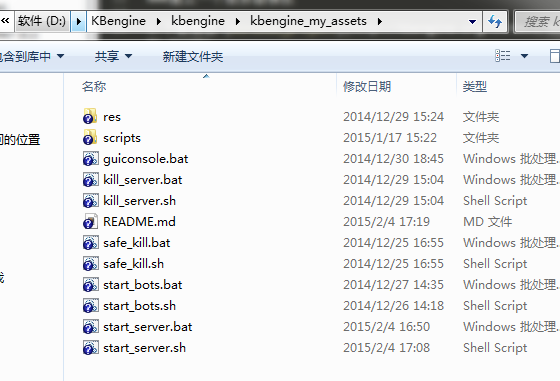 软件 (D:) KBengine kbengine kbengine_my_assets 搜索 k
含到库中 共享 新建文件夹
名称 修改日期 类型
res 2014/12/29 15:24 文件夹
scripts 2015/1/17 15:22 文件夹
guiconsole.bat 2014/12/30 18:45 Windows 批处理...
kill_server.bat 2014/12/29 15:04 Windows 批处理...
kill_server.sh 2014/12/29 15:04 Shell Script
README.md 2015/2/4 17:19 MD 文件
safe_kill.bat 2014/12/25 16:55 Windows 批处理...
safe_kill.sh 2014/12/25 16:55 Shell Script
start_bots.bat 2014/12/27 14:35 Windows 批处理...
start_bots.sh 2014/12/26 14:18 Shell Script
start_server.bat 2015/2/4 16:50 Windows 批处理...
start_server.sh 2015/2/4 17:08 Shell Script
的位置